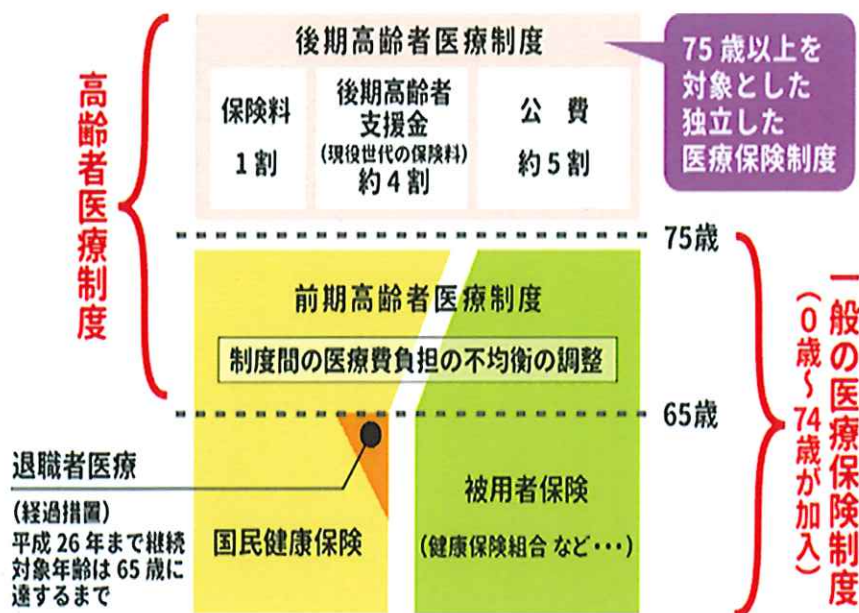 後期高齢者医療制度
保険料
1割
後期高齢者
支援金
(現役世代の保険料)
約4割
公　費
約5割
75歳以上を
対象とした
独立した
医療保険制度
高齢者医療制度
75歳
前期高齢者医療制度
制度間の医療費負担の不均衡の調整
65歳
一般の医療保険制度
(0歳～74歳が加入)
退職者医療
(経過措置)
平成26年まで継続
対象年齢は65歳に
達するまで
国民健康保険
被用者保険
(健康保険組合 など･･･)